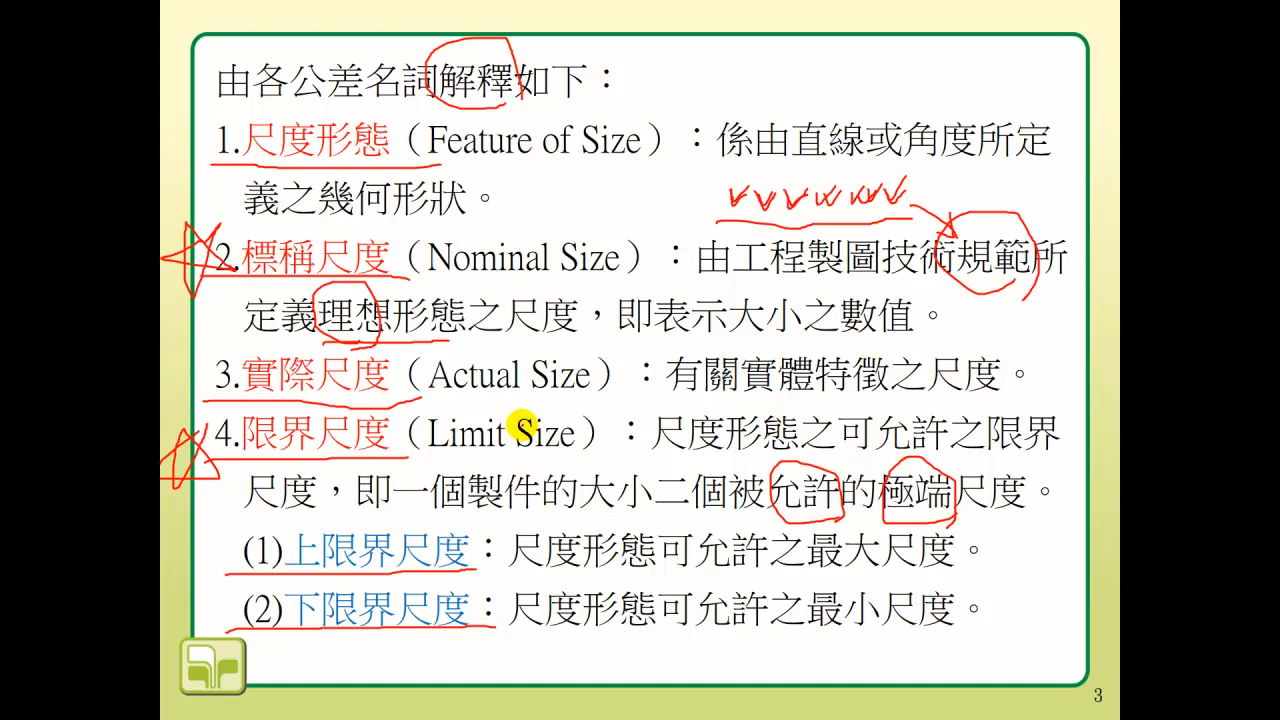 由各公差名詞解釋如下：
1.尺度形態（Feature of Size）：係由直線或角度所定
義之幾何形狀。
2.標稱尺度（Nominal Size）：由工程製圖技術規範所
定義理想形態之尺度，即表示大小之數值。
3.實際尺度（Actual Size）：有關實體特徵之尺度。
4.限界尺度（Limit Size）：尺度形態之可允許之限界
尺度，即一個製件的大小二個被允許的極端尺度。
(1)上限界尺度：尺度形態可允許之最大尺度。
(2)下限界尺度：尺度形態可允許之最小尺度。
3